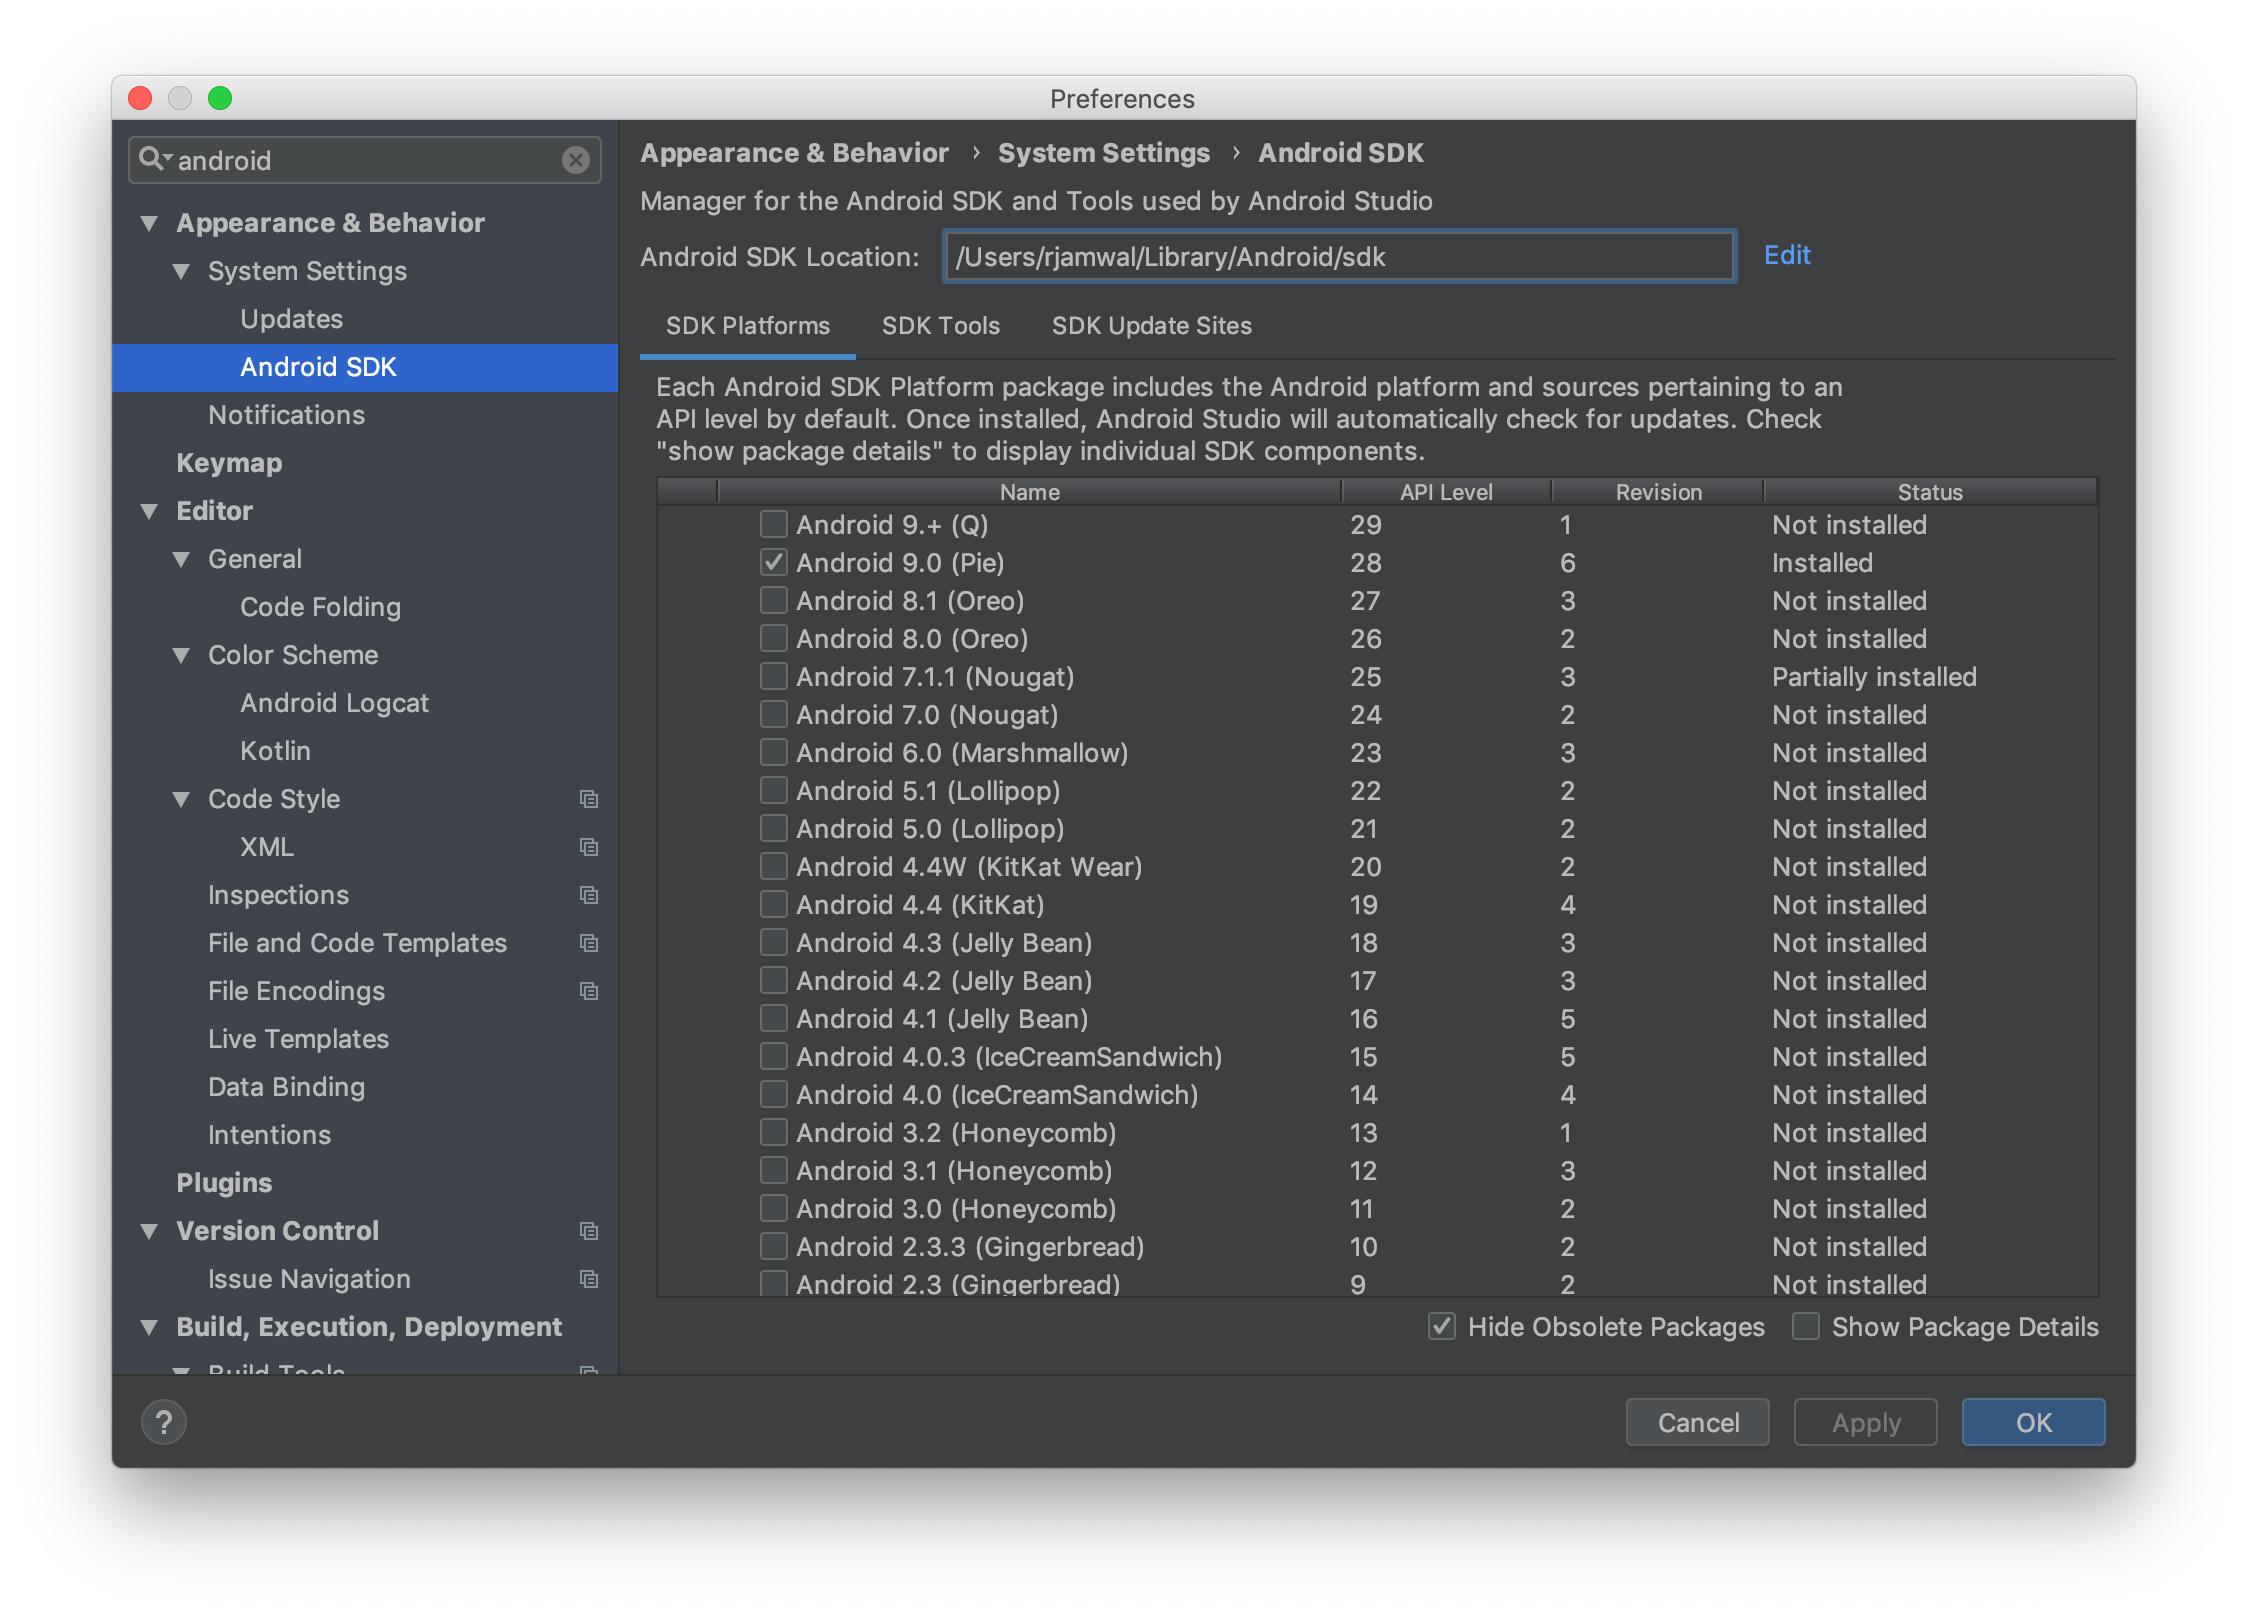 Preferences
android
Appearance & Behavior
System Settings
Updates
Android SDK
Notifications
Keymap
Editor
General
Code Folding
Color Scheme
Android Logcat
Kotlin
Code Style
XML
Inspections
File and Code Templates
File Encodings
Live Templates
Data Binding
Intentions
Plugins
Version Control
Issue Navigation
Build, Execution, Deployment
Build Tools
Appearance & Behavior › System Settings › Android SDK
Manager for the Android SDK and Tools used by Android Studio
Android SDK Location: /Users/rjamwal/Library/Android/sdk Edit
SDK Platforms SDK Tools SDK Update Sites
Each Android SDK Platform package includes the Android platform and sources pertaining to an
API level by default. Once installed, Android Studio will automatically check for updates. Check
"show package details" to display individual SDK components.
Name API Level Revision Status
Android 9.+ (Q) 29 1 Not installed
Android 9.0 (Pie) 28 6 Installed
Android 8.1 (Oreo) 27 3 Not installed
Android 8.0 (Oreo) 26 2 Not installed
Android 7.1.1 (Nougat) 25 3 Partially installed
Android 7.0 (Nougat) 24 2 Not installed
Android 6.0 (Marshmallow) 23 3 Not installed
Android 5.1 (Lollipop) 22 2 Not installed
Android 5.0 (Lollipop) 21 2 Not installed
Android 4.4W (KitKat Wear) 20 2 Not installed
Android 4.4 (KitKat) 19 4 Not installed
Android 4.3 (Jelly Bean) 18 3 Not installed
Android 4.2 (Jelly Bean) 17 3 Not installed
Android 4.1 (Jelly Bean) 16 5 Not installed
Android 4.0.3 (IceCreamSandwich) 15 5 Not installed
Android 4.0 (IceCreamSandwich) 14 4 Not installed
Android 3.2 (Honeycomb) 13 1 Not installed
Android 3.1 (Honeycomb) 12 3 Not installed
Android 3.0 (Honeycomb) 11 2 Not installed
Android 2.3.3 (Gingerbread) 10 2 Not installed
Android 2.3 (Gingerbread) 9 2 Not installed
Hide Obsolete Packages Show Package Details
? Cancel Apply OK